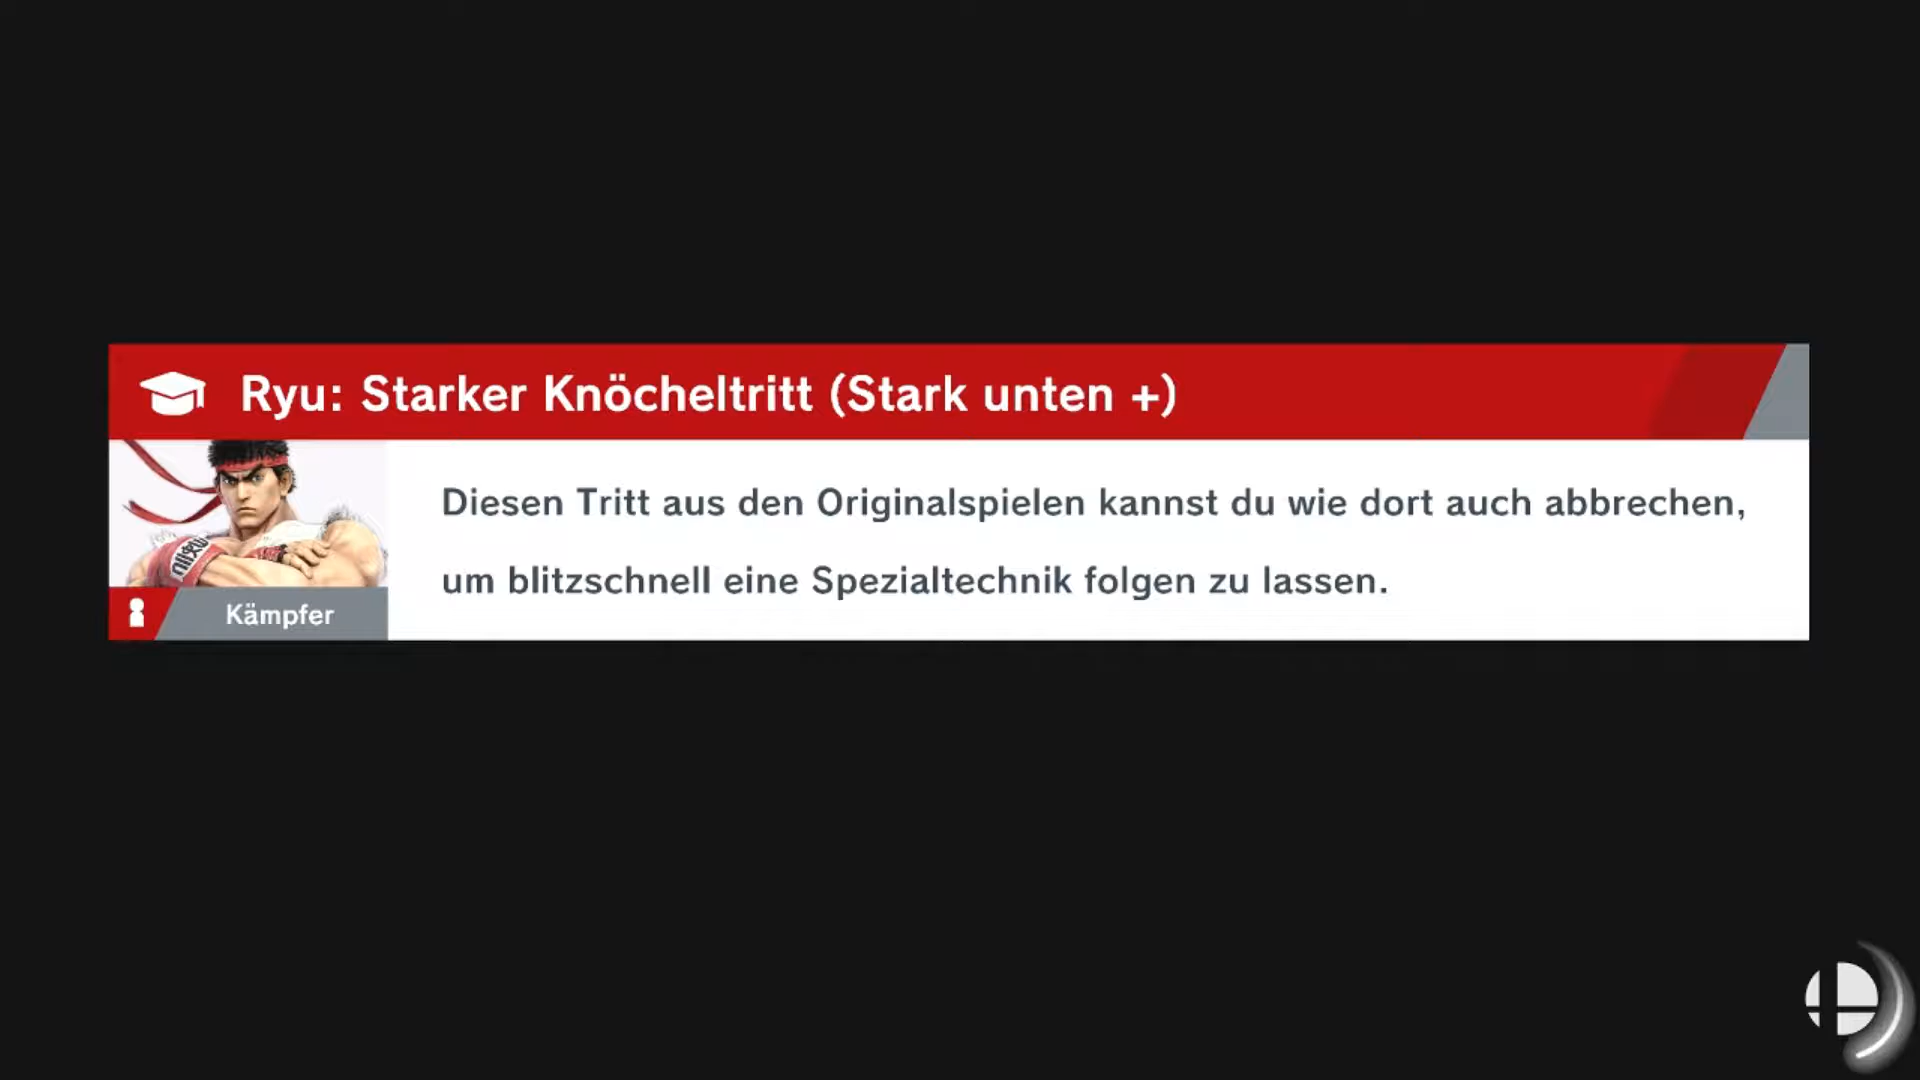 Ryu: Starker Knöcheltritt (Stark unten +)
Diesen Tritt aus den Originalspielen kannst du wie dort auch abbrechen,
um blitzschnell eine Spezialtechnik folgen zu lassen.
Kämpfer